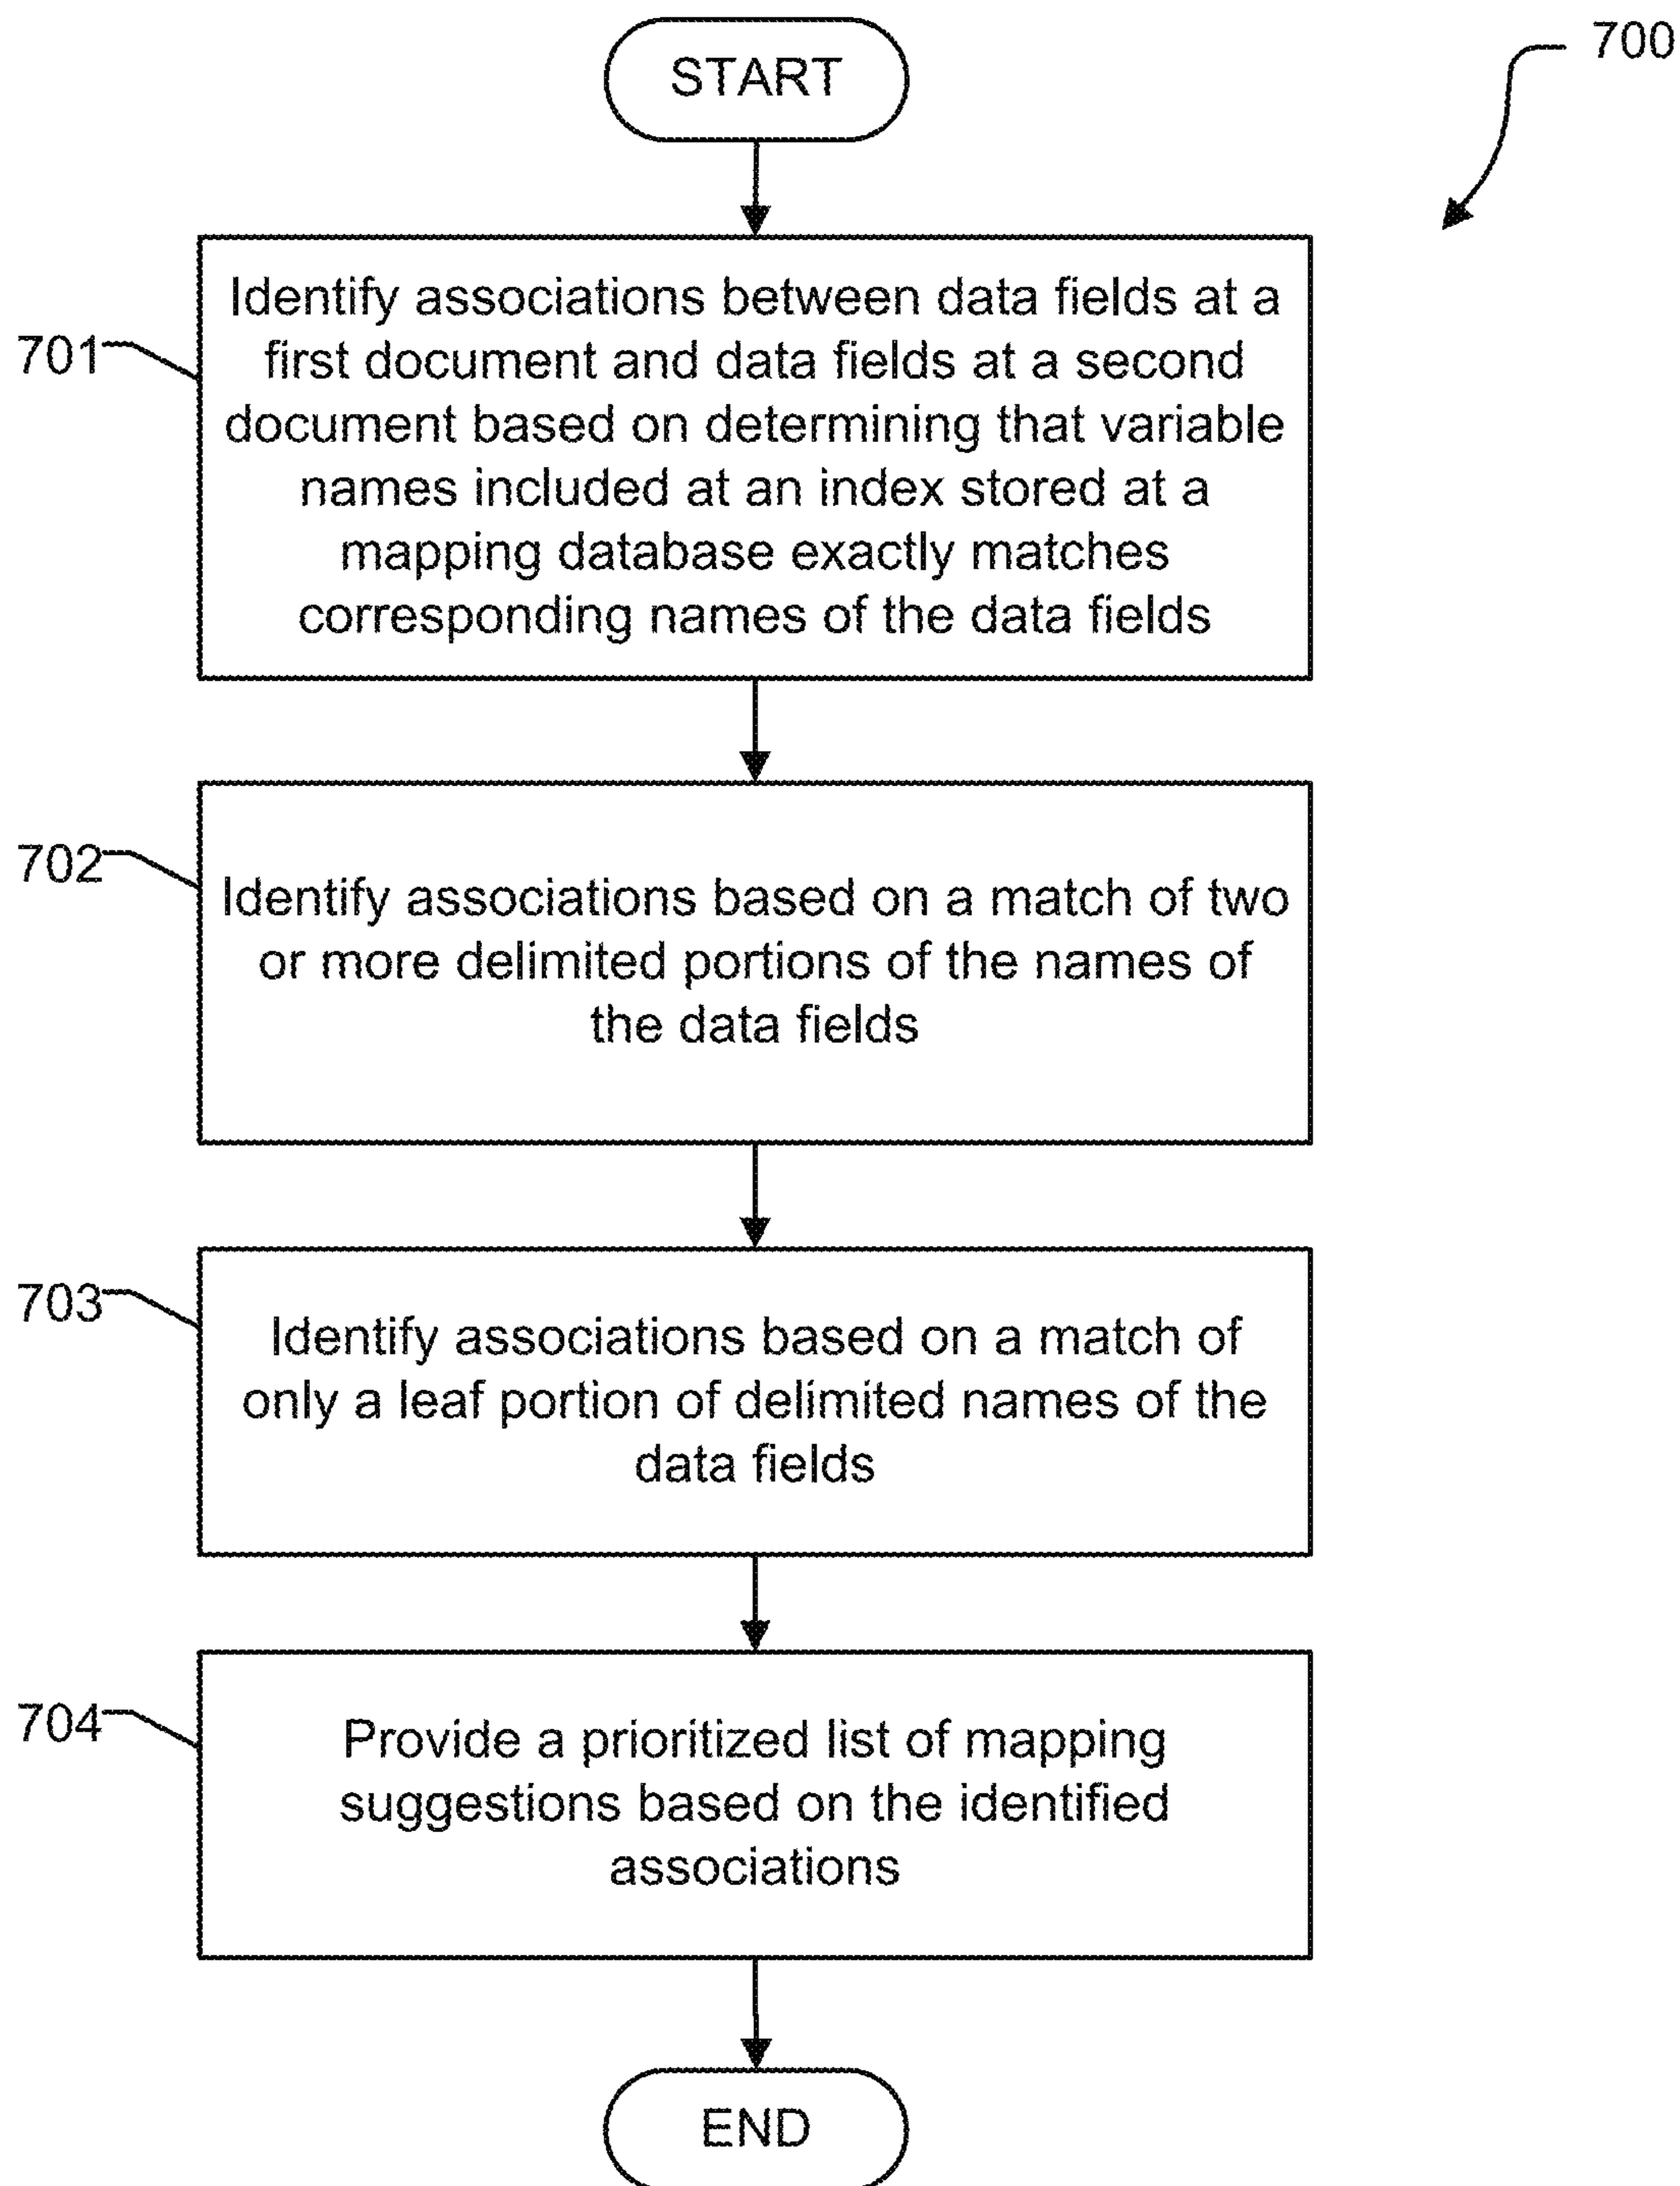 START
700
701
Identify associations between data fields at a
first document and data fields at a second
document based on determining that variable
names included at an index stored at a
mapping database exactly matches
corresponding names of the data fields
702
Identify associations based on a match of two
or more delimited portions of the names of
the data fields
703
Identify associations based on a match of
only a leaf portion of delimited names of the
data fields
704
Provide a prioritized list of mapping
suggestions based on the identified
associations
END